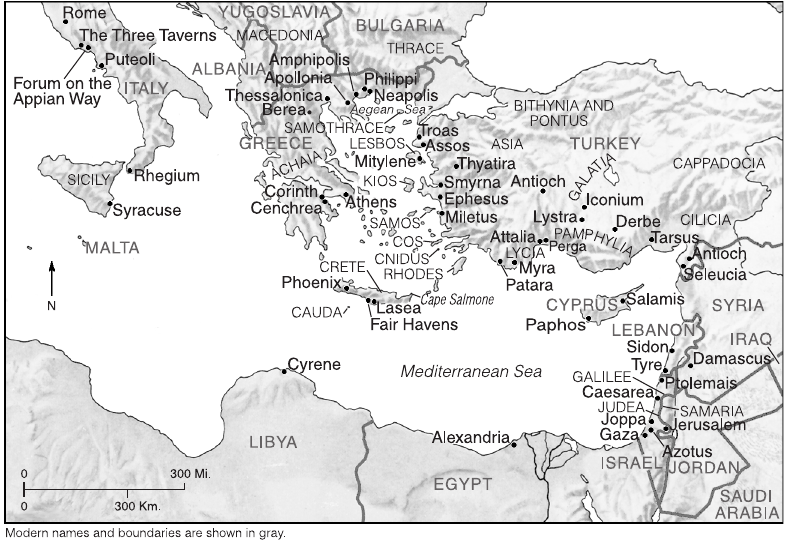 YUGOSLAVIA
Rome
BULGARIA
The Three Taverns
MACEDONIA
THRACE
Puteoli
Amphipolis
ALBANIA
Apollonia
Philippi
Forum on the
Appian Way
ITALY
Thessalonica
Neapolis
Berea
Aegean Sea
BITHYNIA AND
PONTUS
SAMOTHRACE
Troas
GREECE
LESBOS
Assos
ASIA
TURKEY
Mitylene
Thyatira
GALATIA
CAPPADOCIA
ACHAIA
SICILY
Rhegium
KIOS
Smyrna
Antioch
Corinth
Athens
Ephesus
Iconium
Cenchrea
Syracuse
SAMOS
Miletus
Lystra
Derbe
CILICIA
MALTA
COS
Attalia
Perga
PAMPHYLIA
Tarsus
CNIDUS
LYCIA
Antioch
CRETE
RHODES
Myra
Seleucia
Phoenix
Patara
N
CAUDA
Lasea
Cape Salmone
CYPRUS
Salamis
SYRIA
Fair Havens
Paphos
LEBANON
Sidon
IRAQ
Cyrene
Mediterranean Sea
Tyre
Damascus
GALILEE
Ptolemais
Caesarea
JUDEA
SAMARIA
Joppa
Jerusalem
LIBYA
Alexandria
Gaza
Azotus
ISRAEL
JORDAN
0 300 Mi.
EGYPT
0 300 Km.
SAUDI
ARABIA
Modern names and boundaries are shown in gray.